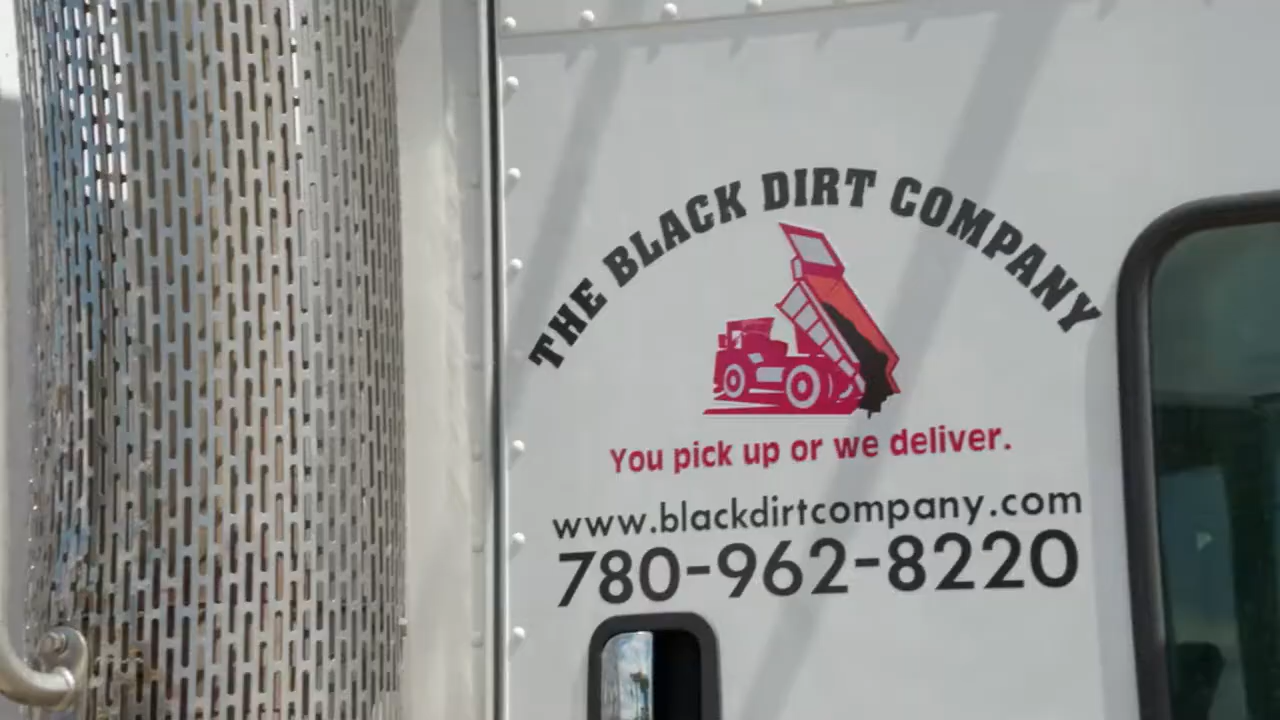 THE BLACK DIRT COMPANY
You pick up or we deliver.
www.blackdirtcompany.com
780-962-8220